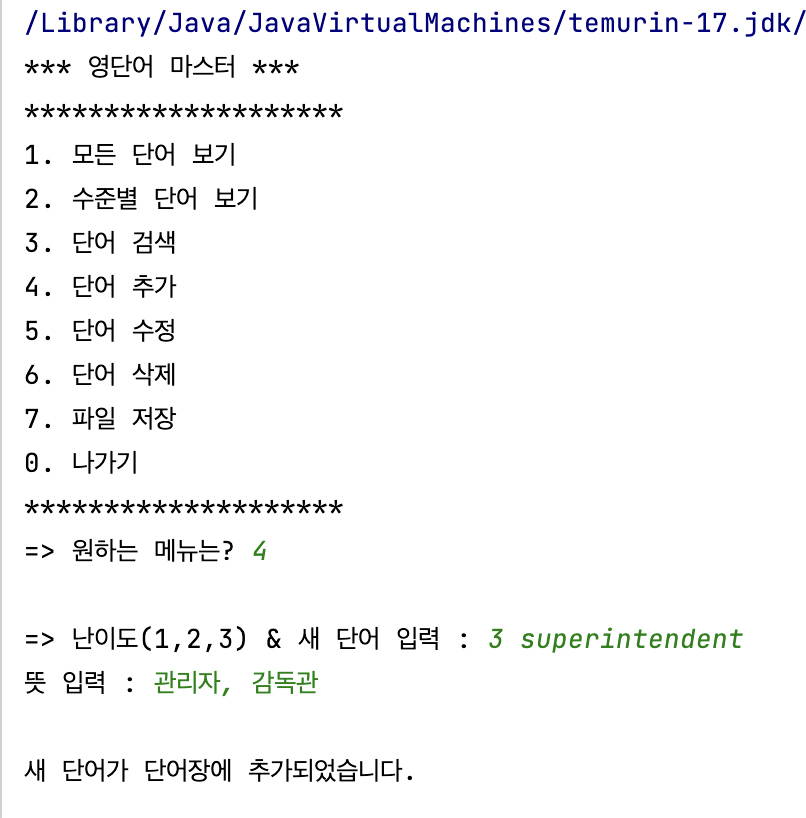 /Library/Java/JavaVirtualMachines/temurin-17.jdk/
*** 영단어 마스터 ***
********************
1. 모든 단어 보기
2. 수준별 단어 보기
3. 단어 검색
4. 단어 추가
5. 단어 수정
6. 단어 삭제
7. 파일 저장
0. 나가기
********************
=> 원하는 메뉴는? 4
=> 난이도(1,2,3) & 새 단어 입력 : 3 superintendent
뜻 입력 : 관리자, 감독관
새 단어가 단어장에 추가되었습니다.